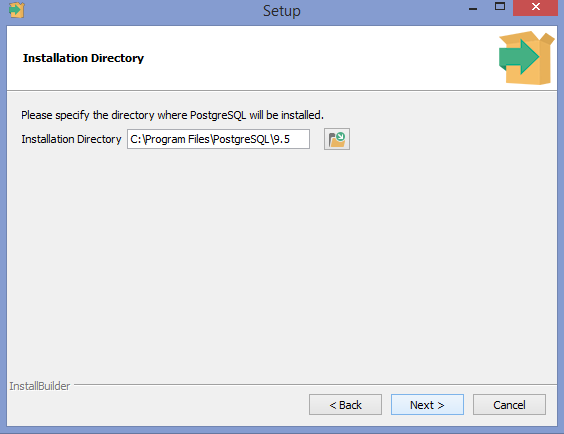 Setup
Installation Directory
Please specify the directory where PostgreSQL will be installed.
Installation Directory C:\Program Files\PostgreSQL\9.5
InstallBuilder
< Back Next > Cancel